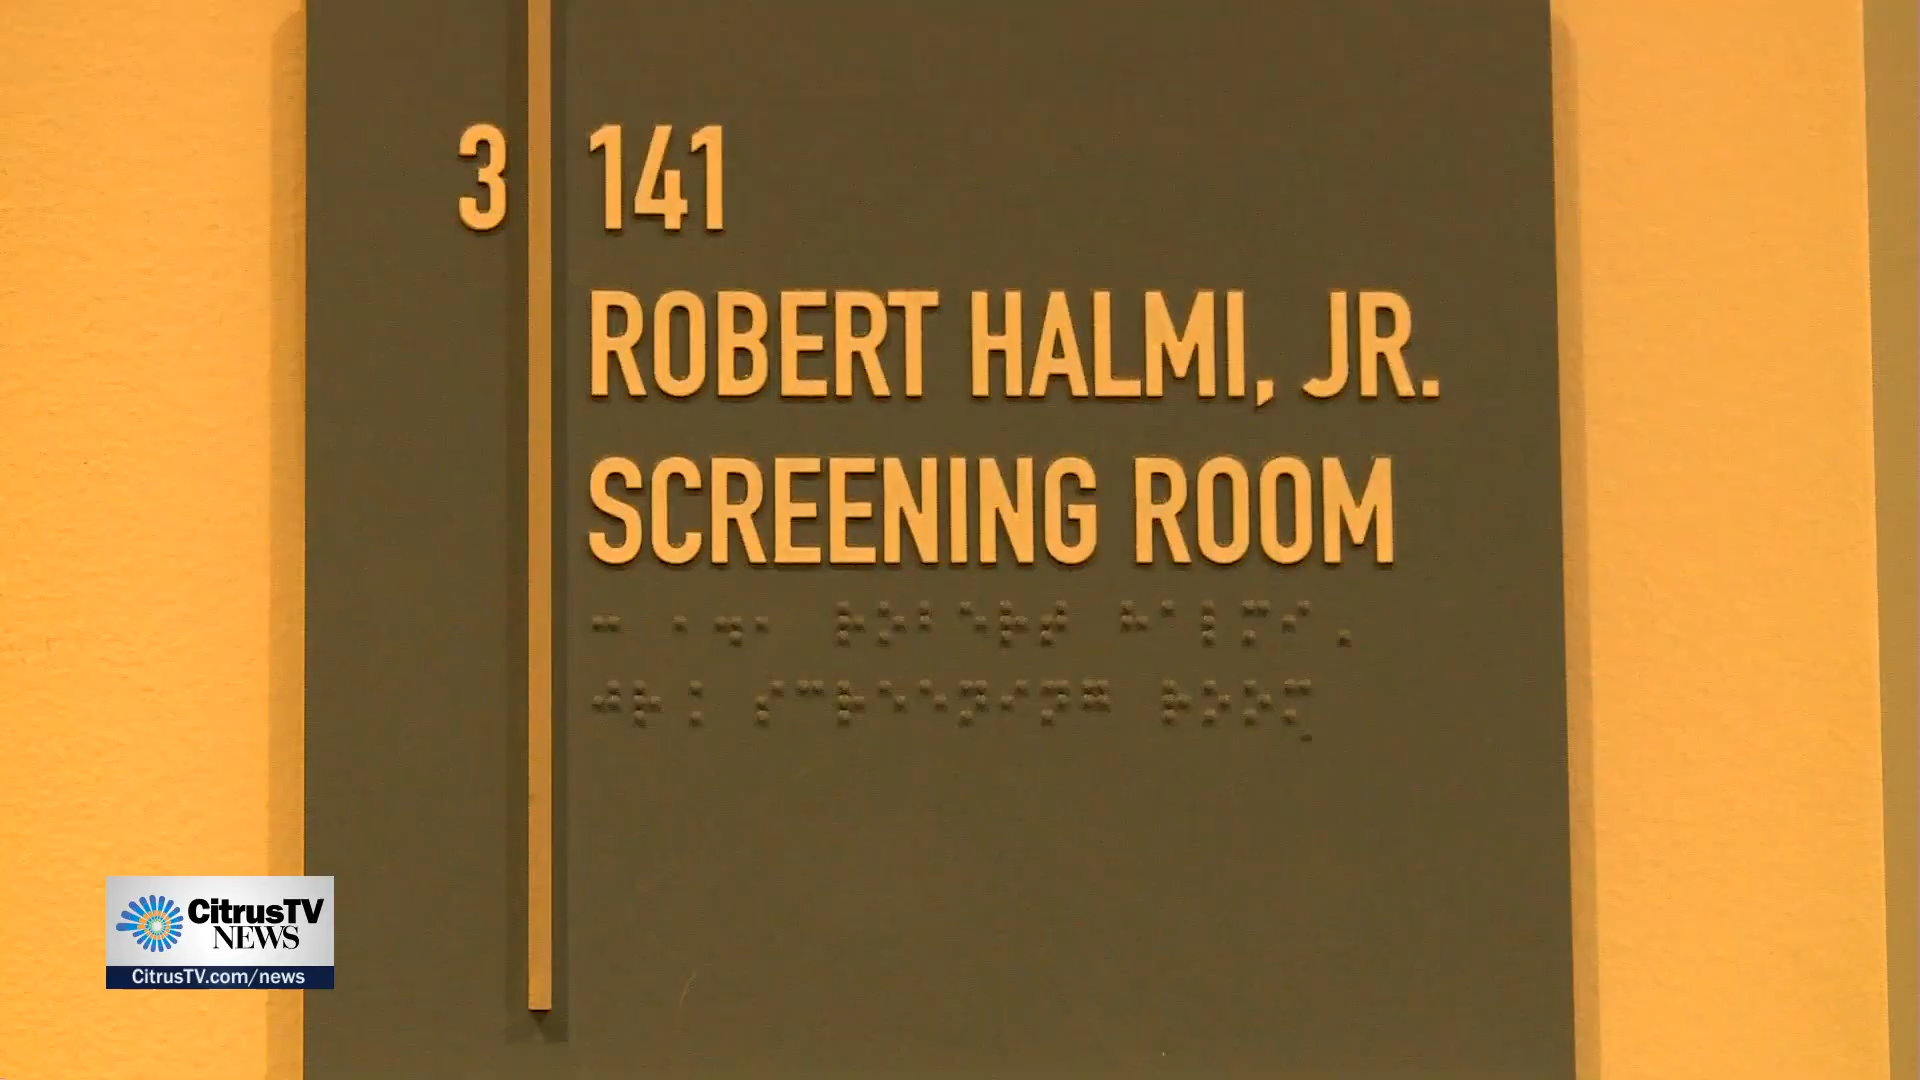 3 141
ROBERT HALMI, JR.
SCREENING ROOM
CitrusTV
NEWS
CitrusTV.com/news